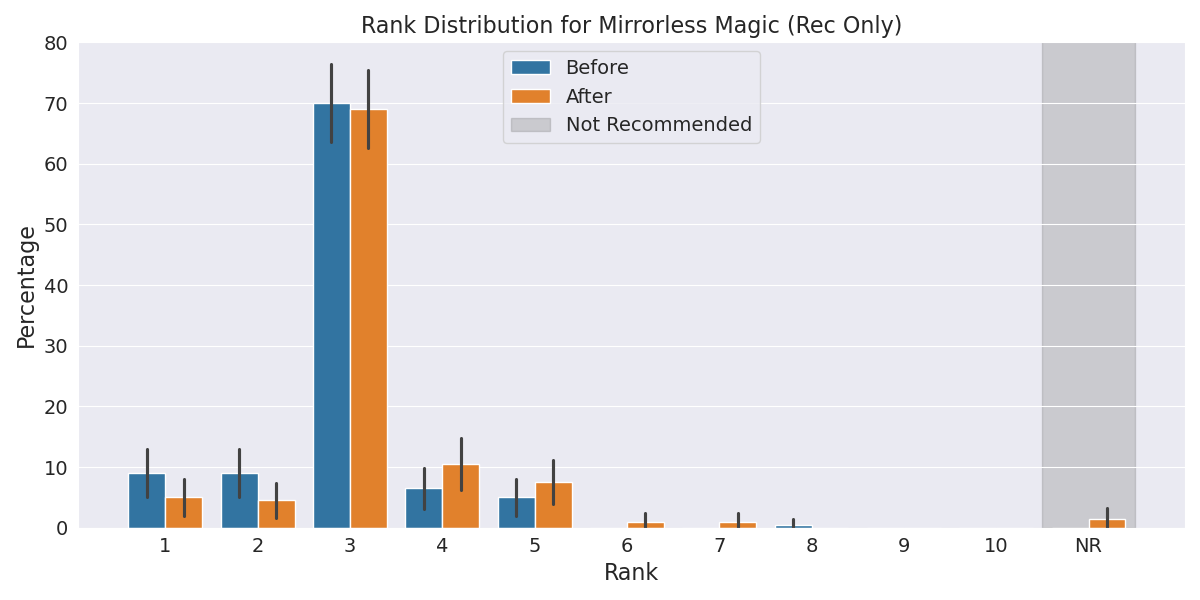 Rank Distribution for Mirrorless Magic (Rec Only)
Before
After
Not Recommended
Percentage
80
70
60
50
40
30
20
10
0
1 2 3 4 5 6 7 8 9 10 NR
Rank